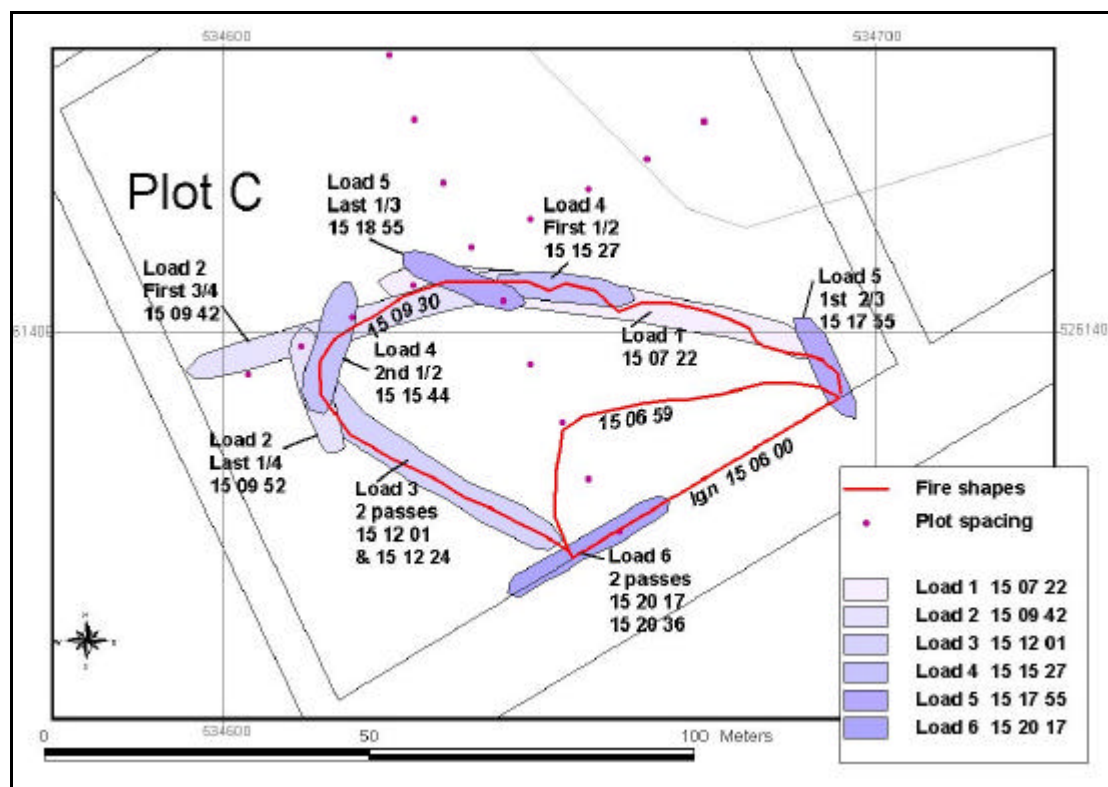 534600
534700
Plot C
Load 5
Last 1/3
15 18 55
Load 4
First 1/2
15 15 27
Load 2
First 3/4
15 09 42
Load 5
1st 2/3
15 17 55
15 09 30
61400
525140
Load 1
15 07 22
Load 4
2nd 1/2
15 15 44
15 06 59
Load 2
Last 1/4
15 09 52
Ign 15 06 00
Load 3
2 passes
15 12 01
& 15 12 24
Load 6
2 passes
15 20 17
15 20 36
Fire shapes
Plot spacing
Load 1 15 07 22
Load 2 15 09 42
Load 3 15 12 01
Load 4 15 15 27
Load 5 15 17 55
Load 6 15 20 17
534600
0 50 100 Meters